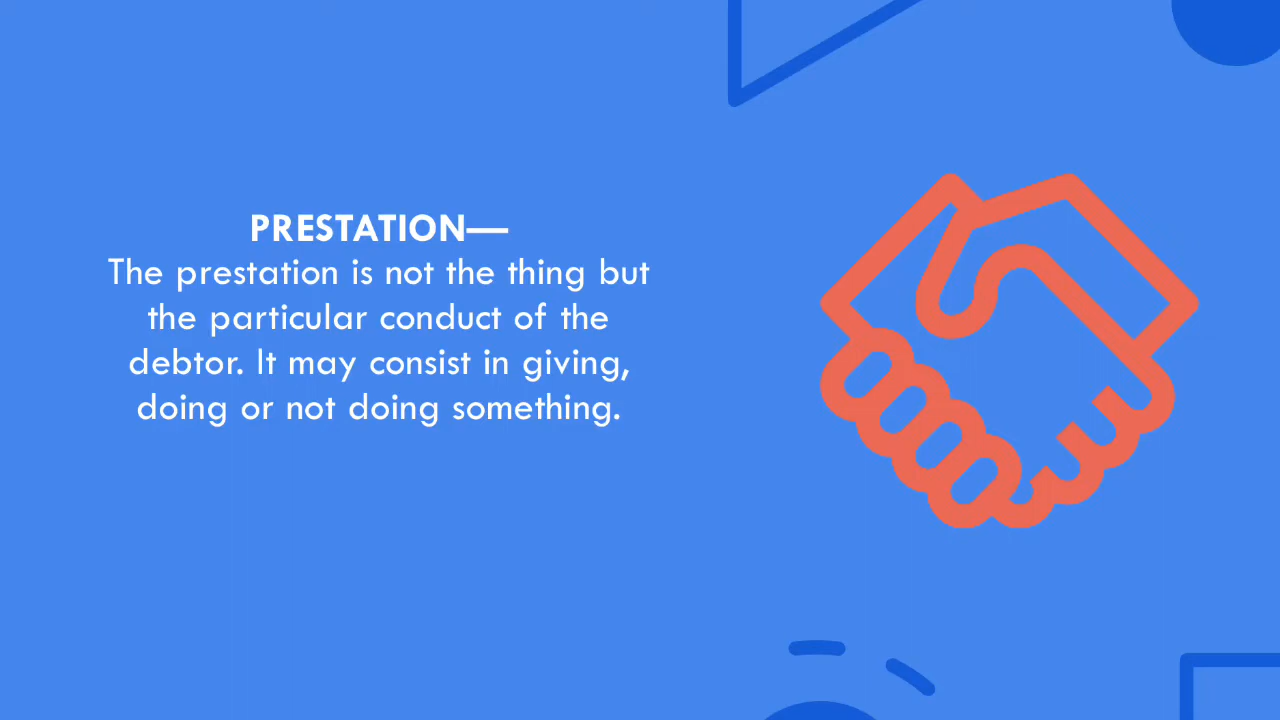 PRESTATION—
The prestation is not the thing but
the particular conduct of the
debtor. It may consist in giving,
doing or not doing something.